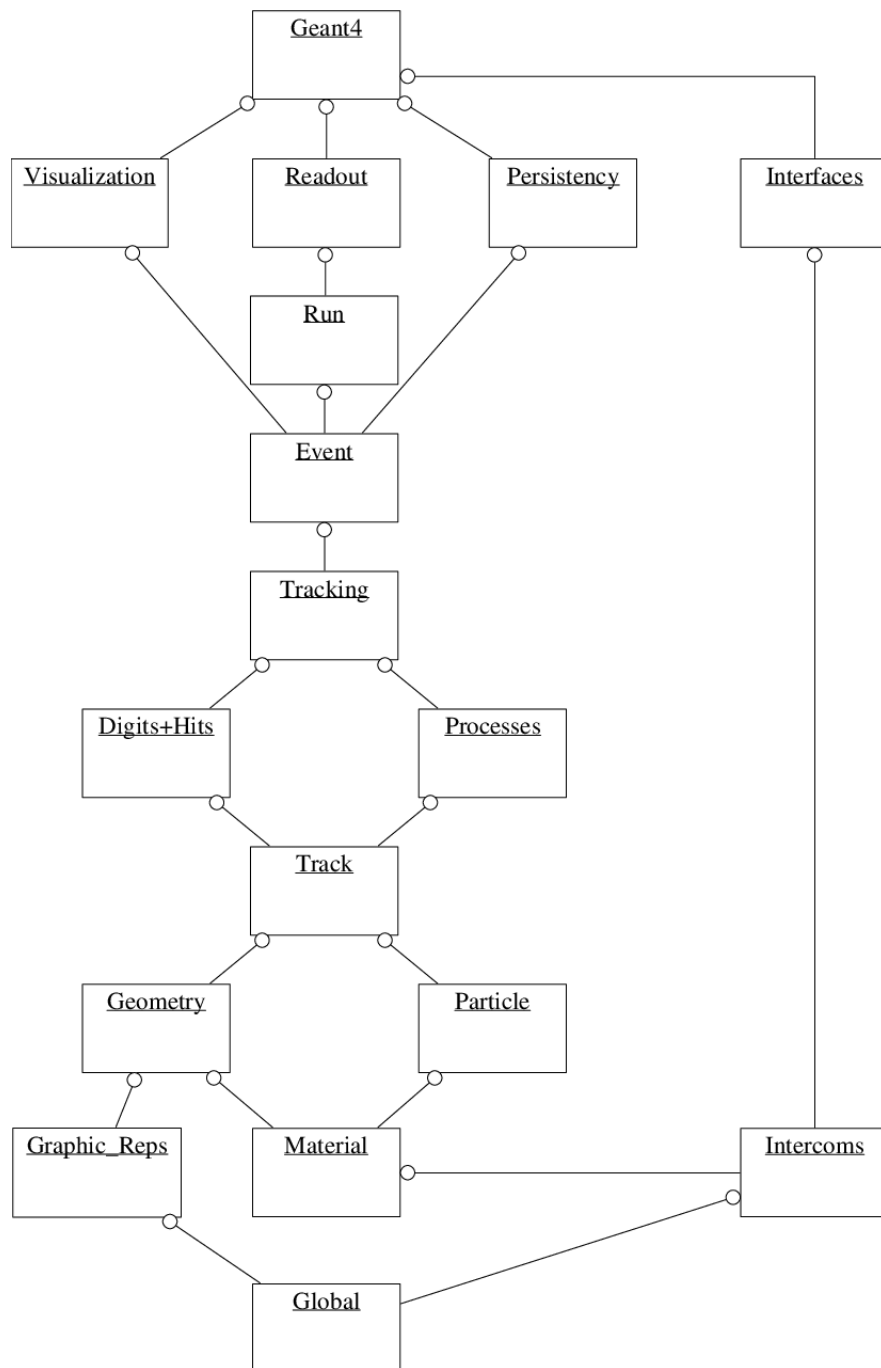 Geant4
Visualization
Readout
Persistency
Interfaces
Run
Event
Tracking
Digits+Hits
Processes
Track
Geometry
Particle
Graphic_Reps
Material
Intercoms
Global